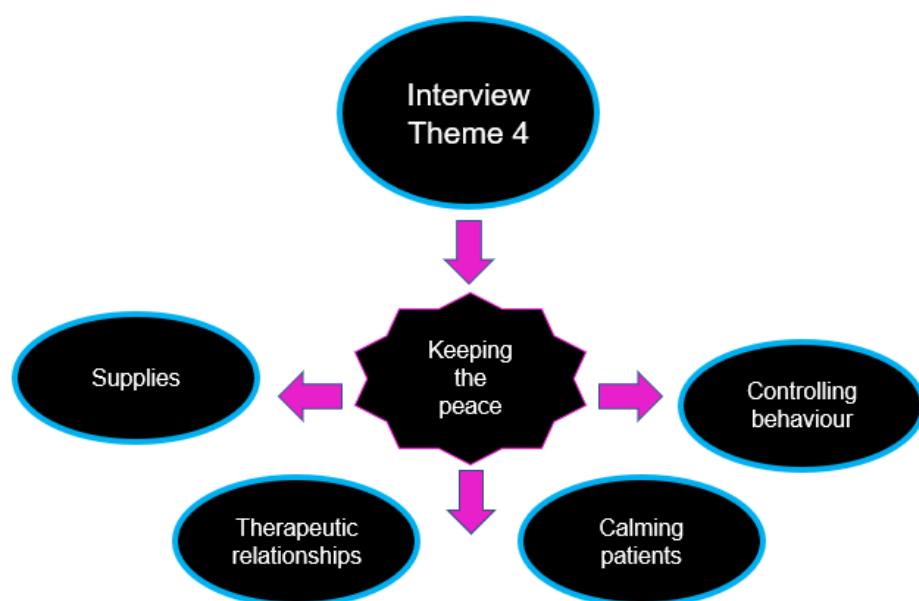 Interview
Theme 4
Keeping
the
peace
Supplies
Controlling
behaviour
Therapeutic
relationships
Calming
patients